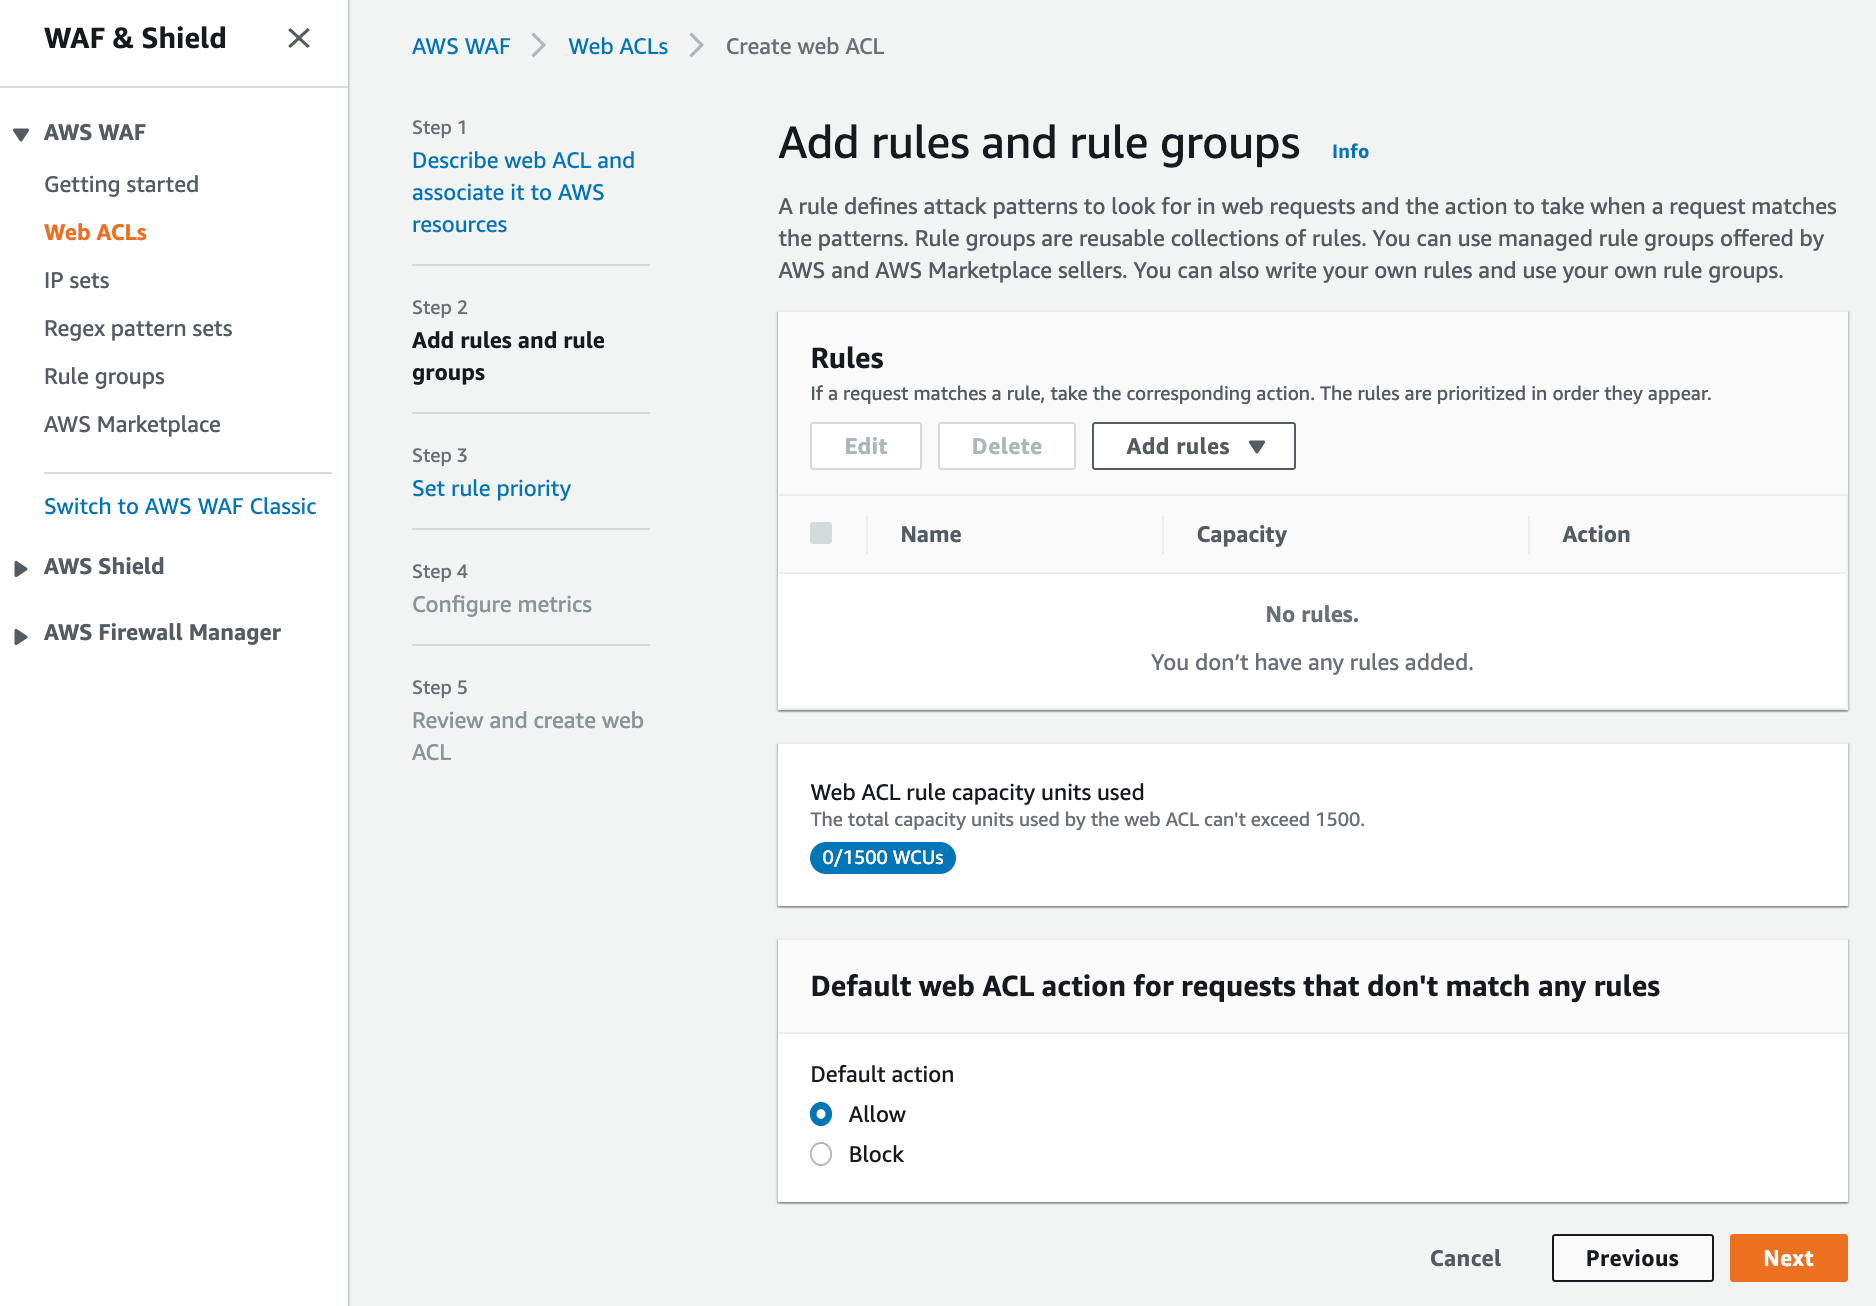 WAF & Shield
AWS WAF
Getting started
Web ACLs
IP sets
Regex pattern sets
Rule groups
AWS Marketplace
Switch to AWS WAF Classic
AWS Shield
AWS Firewall Manager
AWS WAF
Web ACLs
Create web ACL
Step 1
Describe web ACL and
associate it to AWS
resources
Step 2
Add rules and rule
groups
Step 3
Set rule priority
Step 4
Configure metrics
Step 5
Review and create web
ACL
Add rules and rule groups Info
A rule defines attack patterns to look for in web requests and the action to take when a request matches
the patterns. Rule groups are reusable collections of rules. You can use managed rule groups offered by
AWS and AWS Marketplace sellers. You can also write your own rules and use your own rule groups.
Rules
If a request matches a rule, take the corresponding action. The rules are prioritized in order they appear.
Edit Delete Add rules
Name Capacity Action
No rules.
You don’t have any rules added.
Web ACL rule capacity units used
The total capacity units used by the web ACL can't exceed 1500.
0/1500 WCUs
Default web ACL action for requests that don't match any rules
Default action
Allow
Block
Cancel Previous Next